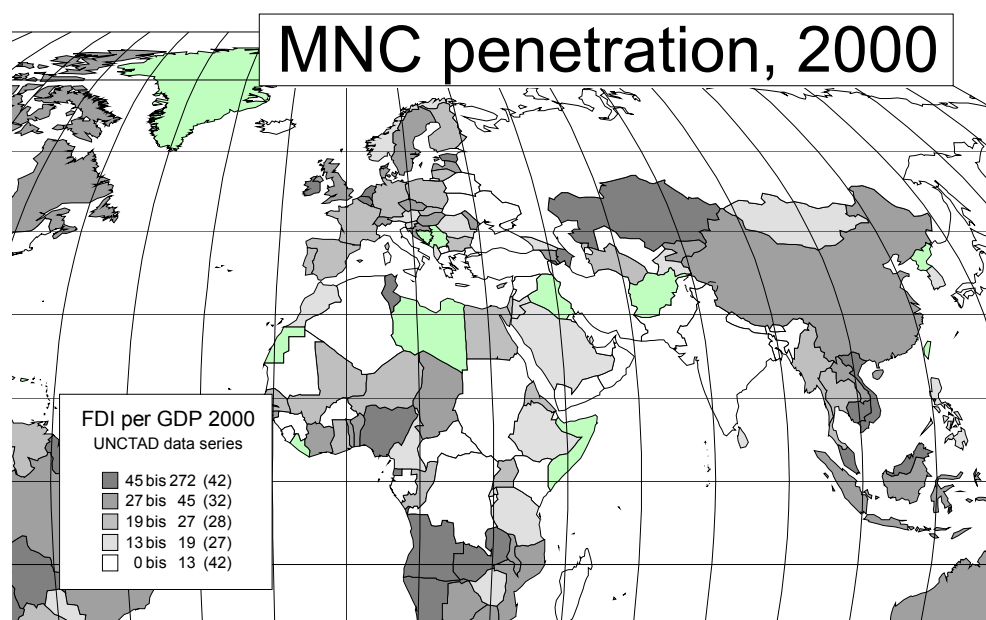 MNC penetration, 2000
FDI per GDP 2000
UNCTAD data series
45 bis 272 (42)
27 bis 45 (32)
19 bis 27 (28)
13 bis 19 (27)
0 bis 13 (42)